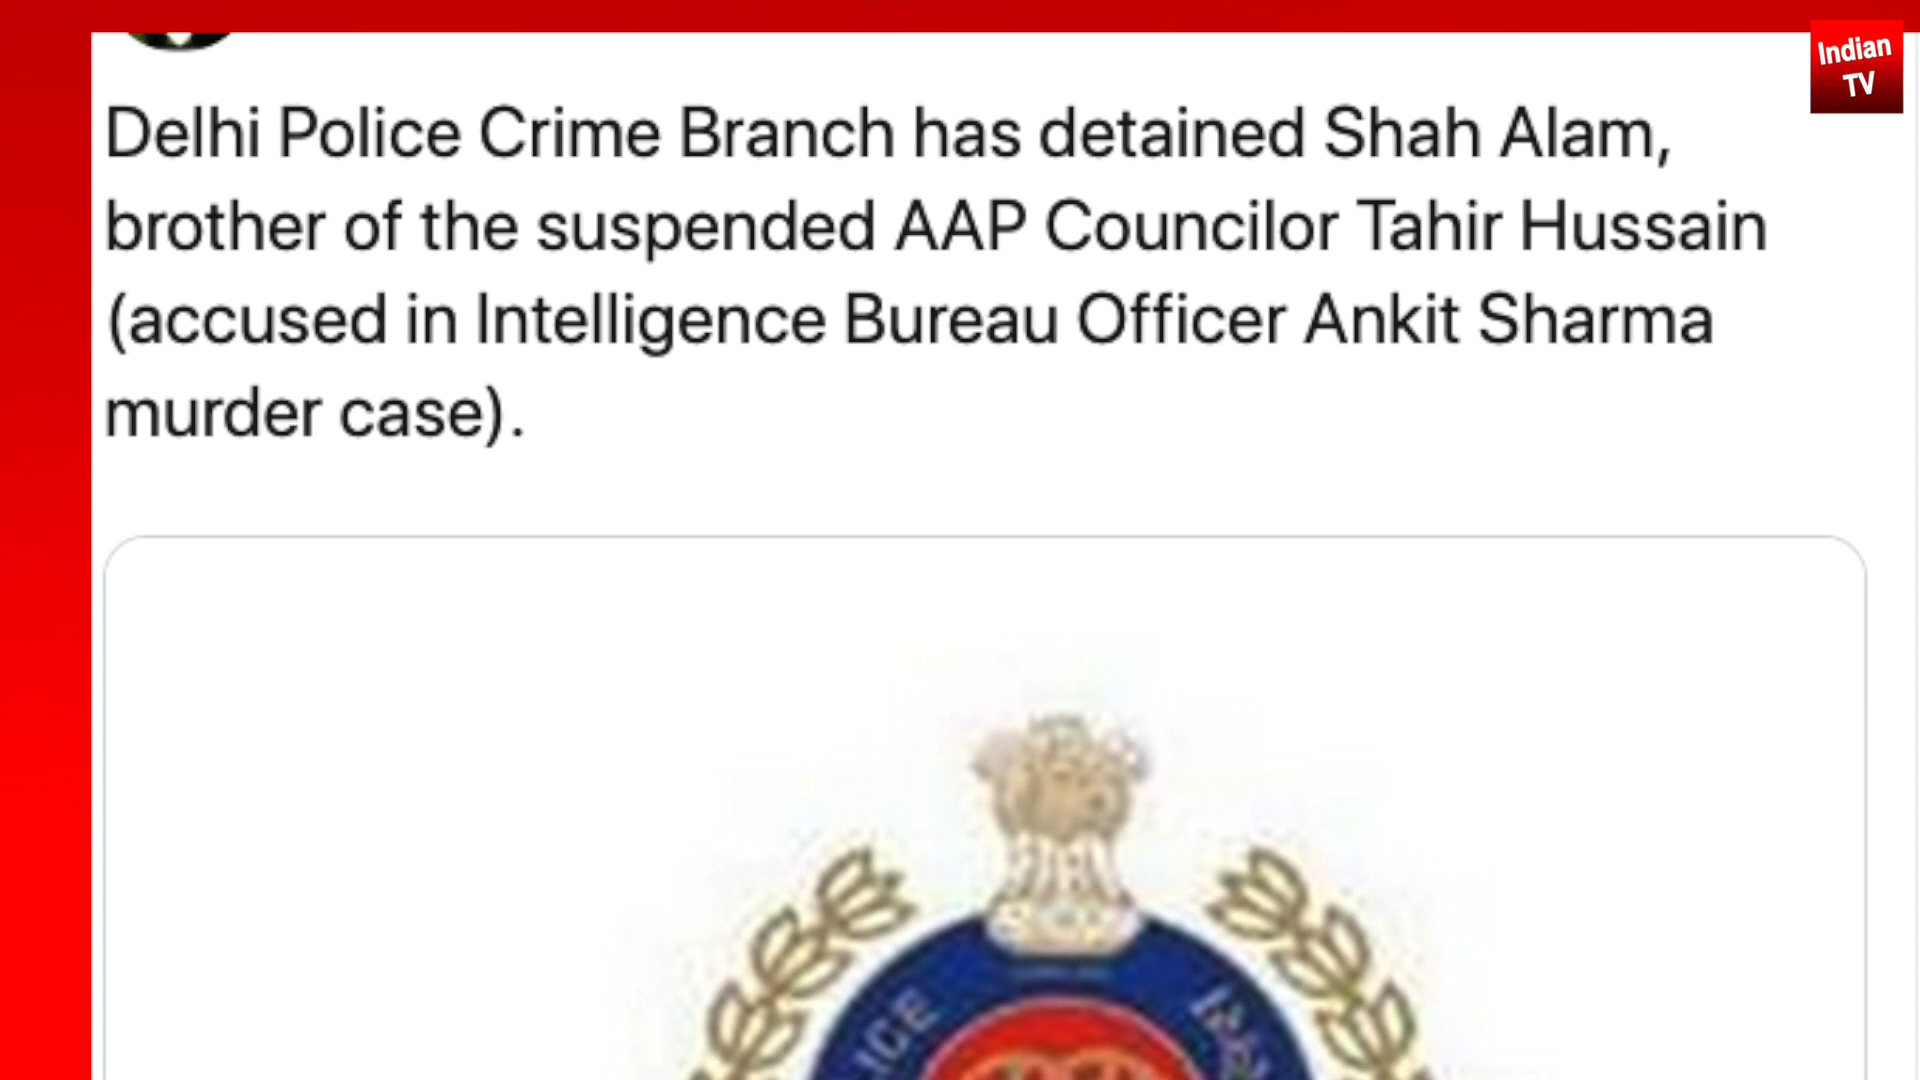 Indian
TV
Delhi Police Crime Branch has detained Shah Alam,
brother of the suspended AAP Councilor Tahir Hussain
(accused in Intelligence Bureau Officer Ankit Sharma
murder case).
ICE